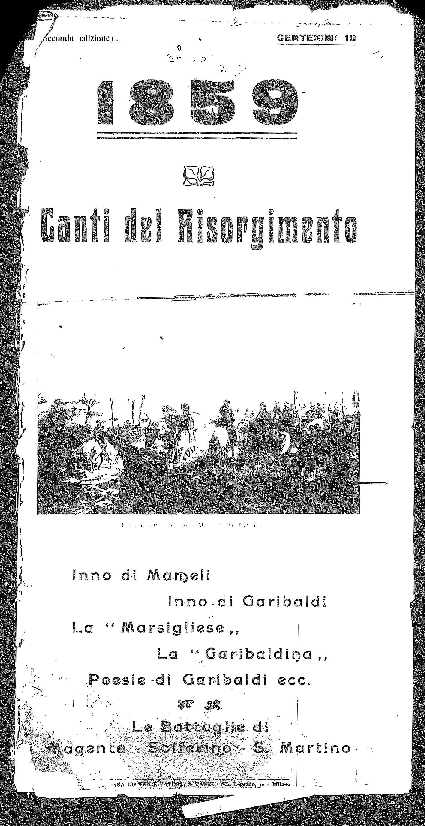 Seconda edizione.
CENTESIMI 10
1859
Canti del Risorgimento
Inno di Mameli
Inno di Garibaldi
La “ Marsigliese „
La “ Garibaldina „
Poesie di Garibaldi ecc.
Le Battaglie di
Magenta - Solferino - S. Martino